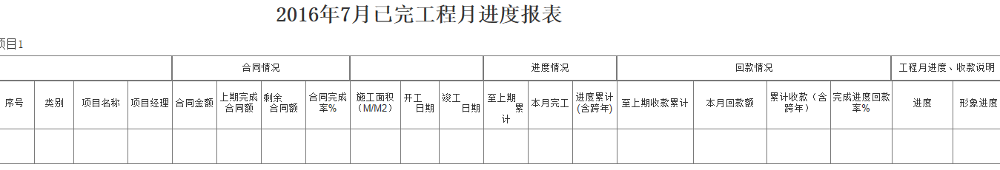 2016年7月已完工程月进度报表
项目1
合同情况 进度情况 回款情况 工程月进度、收款说明
序号 类别 项目名称 项目经理 合同金额 上期完成合同额 剩余合同额 合同完成率% 施工面积（M/M2） 开工日期 竣工日期 至上期累计 本月完工 进度累计(含跨年) 至上期收款累计 本月回款额 累计收款（含跨年） 完成进度回款率% 进度 形象进度